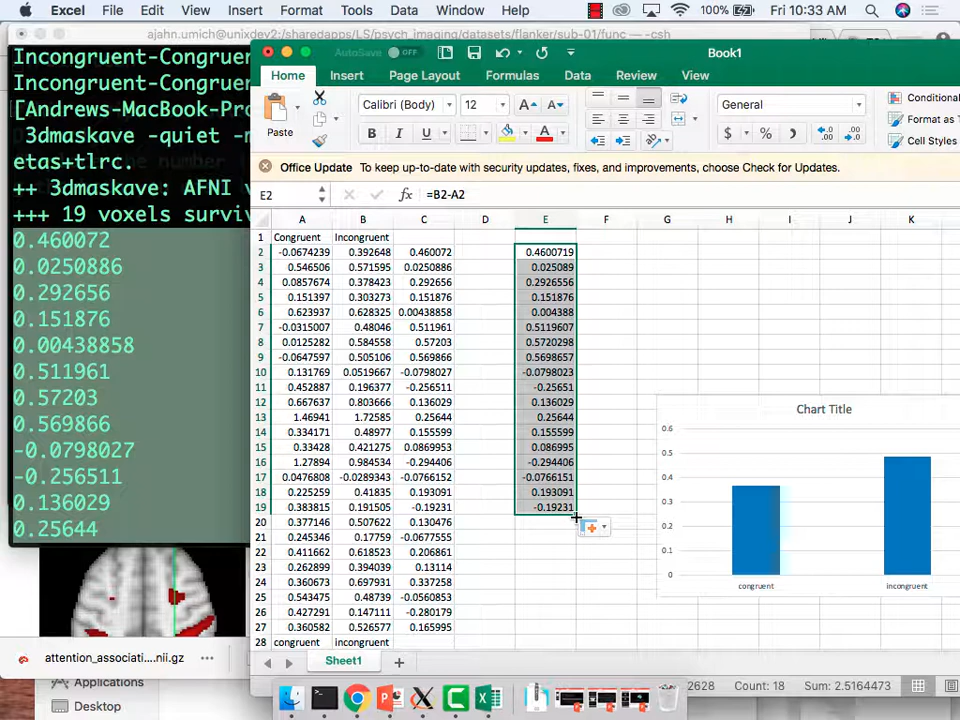 Excel File Edit View Insert Format Tools Data Window Help 100% Fri 10:33 AM
ajahn.umich@unixdev2:sharedapps/LS/psych_imaging/datasets/flanker/sub-01/func — -csh
Incongruent-Congruen
Incongruent-Congruen
[Andrews-MacBook-Pro
3dmaskave -quiet -m
etas+tlrc.
++ 3dmaskave: AFNI v
+++ 19 voxels surviv
0.460072
0.0250886
0.292656
0.151876
0.00438858
0.511961
0.57203
0.569866
-0.0798027
-0.256511
0.136029
0.25644
attention_associati....nii.gz
Applications
Desktop
AutoSave OFF Book1
Home Insert Page Layout Formulas Data Review View
Paste Calibri (Body) 12 A A General Conditional
B I U A $ % Format as T
Cell Styles
Office Update To keep up-to-date with security updates, fixes, and improvements, choose Check for Updates.
E2 fx =B2-A2
A B C D E F G H I J K
1 Congruent Incongruent
2 -0.0674239 0.392648 0.460072 0.4600719
3 0.546506 0.571595 0.0250886 0.025089
4 0.0857674 0.378423 0.292656 0.2926556
5 0.151397 0.303273 0.151876 0.151876
6 0.623937 0.628325 0.00438858 0.004388
7 -0.0315007 0.48046 0.511961 0.5119607
8 0.0125282 0.584558 0.57203 0.5720298
9 -0.0647597 0.505106 0.569866 0.5698657
10 0.131769 0.0519667 -0.0798027 -0.0798023
11 0.452887 0.196377 -0.256511 -0.25651
12 0.667637 0.803666 0.136029 0.136029
13 1.46941 1.72585 0.25644 0.25644
14 0.334171 0.48977 0.155599 0.155599
15 0.33428 0.421275 0.0869953 0.086995
16 1.27894 0.984534 -0.294406 -0.294406
17 0.0476808 -0.0289343 -0.0766152 -0.0766151
18 0.225259 0.41835 0.193091 0.193091
19 0.383815 0.191505 -0.19231 -0.19231
20 0.377146 0.507622 0.130476
21 0.245346 0.17759 -0.0677555
22 0.411662 0.618523 0.206861
23 0.262899 0.394039 0.13114
24 0.360673 0.697931 0.337258
25 0.543475 0.48739 -0.0560853
26 0.427291 0.147111 -0.280179
27 0.360582 0.526577 0.165995
28 congruent incongruent
Chart Title
0.6
0.5
0.4
0.3
0.2
0.1
0
congruent incongruent
Sheet1
2628 Count: 18 Sum: 2.5164473